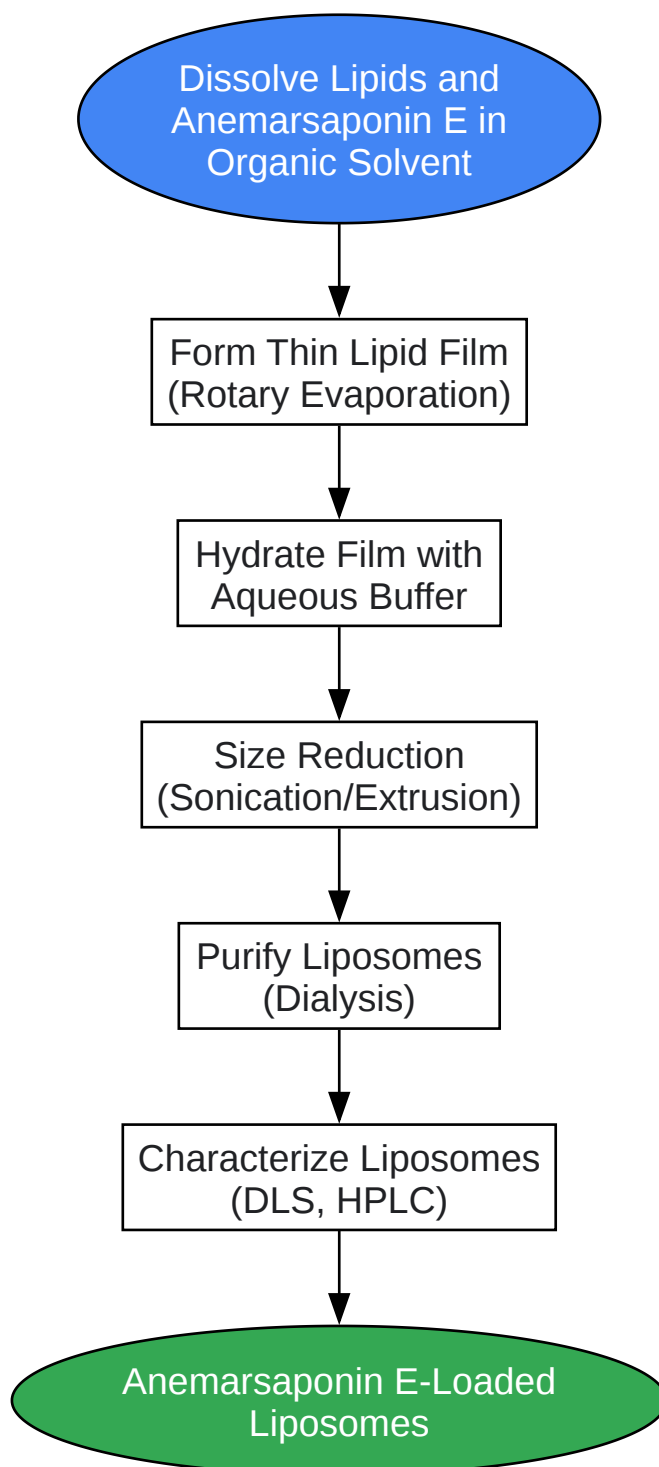 Dissolve Lipids and
Anemarsaponin E in
Organic Solvent
Form Thin Lipid Film
(Rotary Evaporation)
Hydrate Film with
Aqueous Buffer
Size Reduction
(Sonication/Extrusion)
Purify Liposomes
(Dialysis)
Characterize Liposomes
(DLS, HPLC)
Anemarsaponin E-Loaded
Liposomes